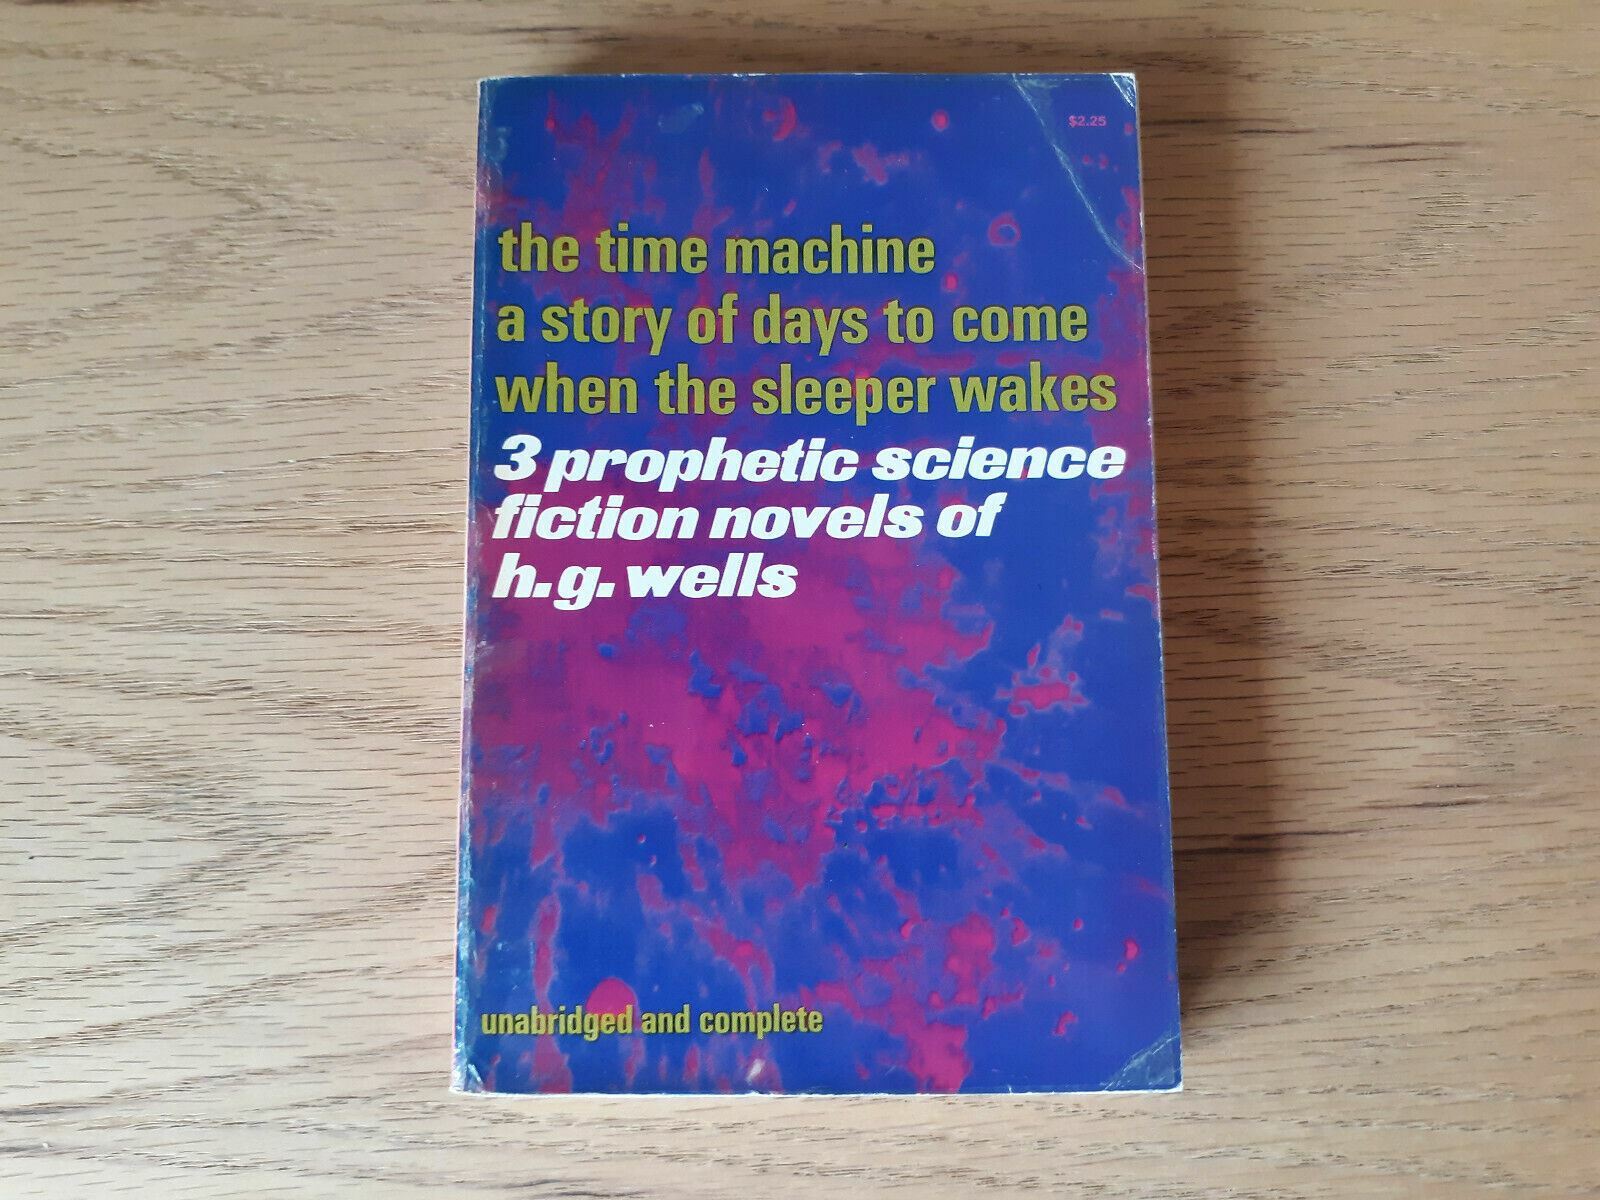 $2.25
the time machine
a story of days to come
when the sleeper wakes
3 prophetic science
fiction novels of
h.g. wells
unabridged and complete